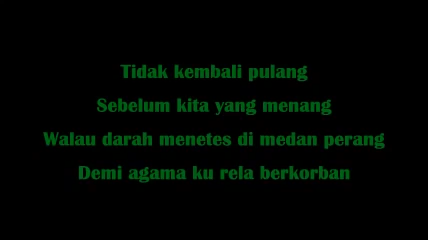 Tidak kembali pulang
Sebelum kita yang menang
Walau darah menetes di medan perang
Demi agama ku rela berkorban